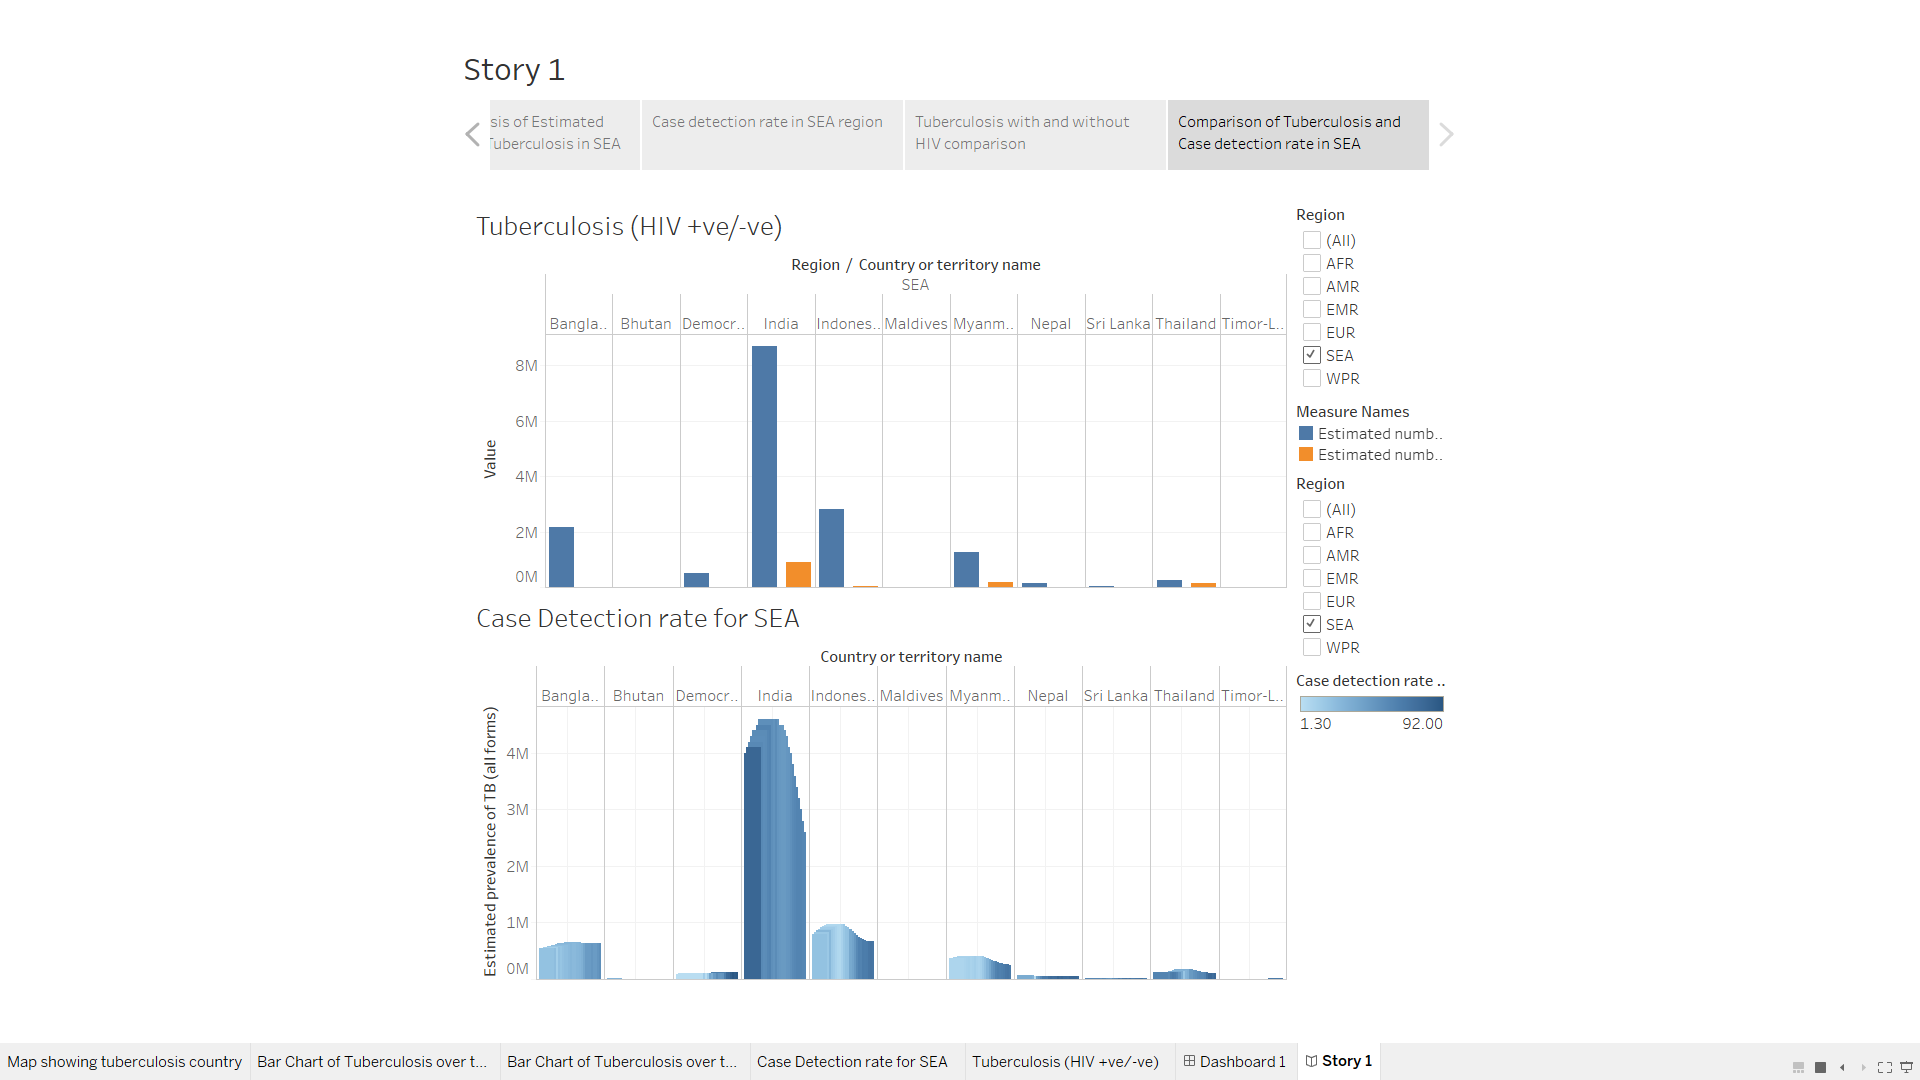 Story 1
sis of Estimated
Tuberculosis in SEA
Case detection rate in SEA region
Tuberculosis with and without
HIV comparison
Comparison of Tuberculosis and
Case detection rate in SEA
Tuberculosis (HIV +ve/-ve)
Region / Country or territory name
SEA
Bangla.. Bhutan Democr.. India Indones.. Maldives Myanm.. Nepal Sri Lanka Thailand Timor-L..
8M
6M
4M
2M
0M
Value
Case Detection rate for SEA
Country or territory name
Bangla.. Bhutan Democr.. India Indones.. Maldives Myanm.. Nepal Sri Lanka Thailand Timor-L..
4M
3M
2M
1M
0M
Estimated prevalence of TB (all forms)
Region
(All)
AFR
AMR
EMR
EUR
SEA
WPR
Measure Names
Estimated numb..
Estimated numb..
Region
(All)
AFR
AMR
EMR
EUR
SEA
WPR
Case detection rate ..
1.30 92.00
Map showing tuberculosis country
Bar Chart of Tuberculosis over t...
Bar Chart of Tuberculosis over t...
Case Detection rate for SEA
Tuberculosis (HIV +ve/-ve)
Dashboard 1
Story 1